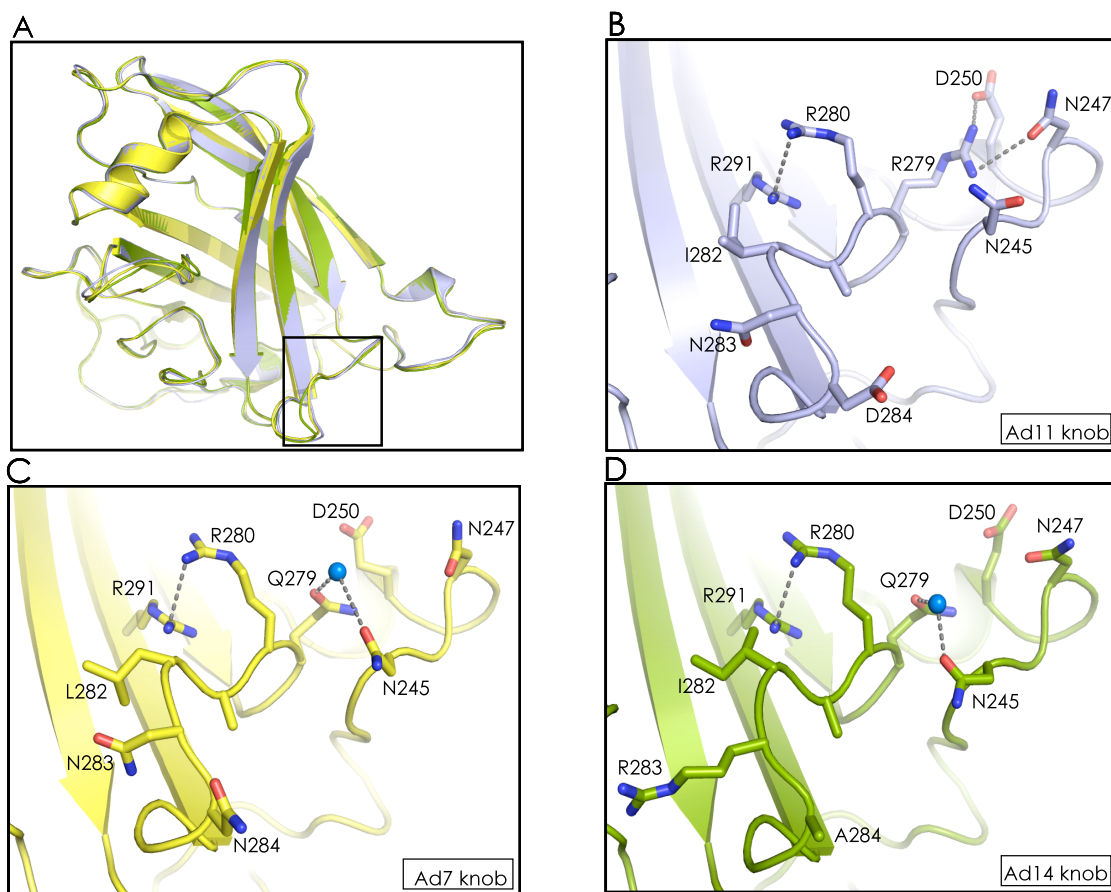 A
B
D250
N247
R280
R279
R291
N245
I282
N283
D284
Ad11 knob
C
D250
N247
R280
Q279
R291
N245
L282
N283
N284
Ad7 knob
D
D250
N247
R280
Q279
R291
I282
N245
R283
A284
Ad14 knob